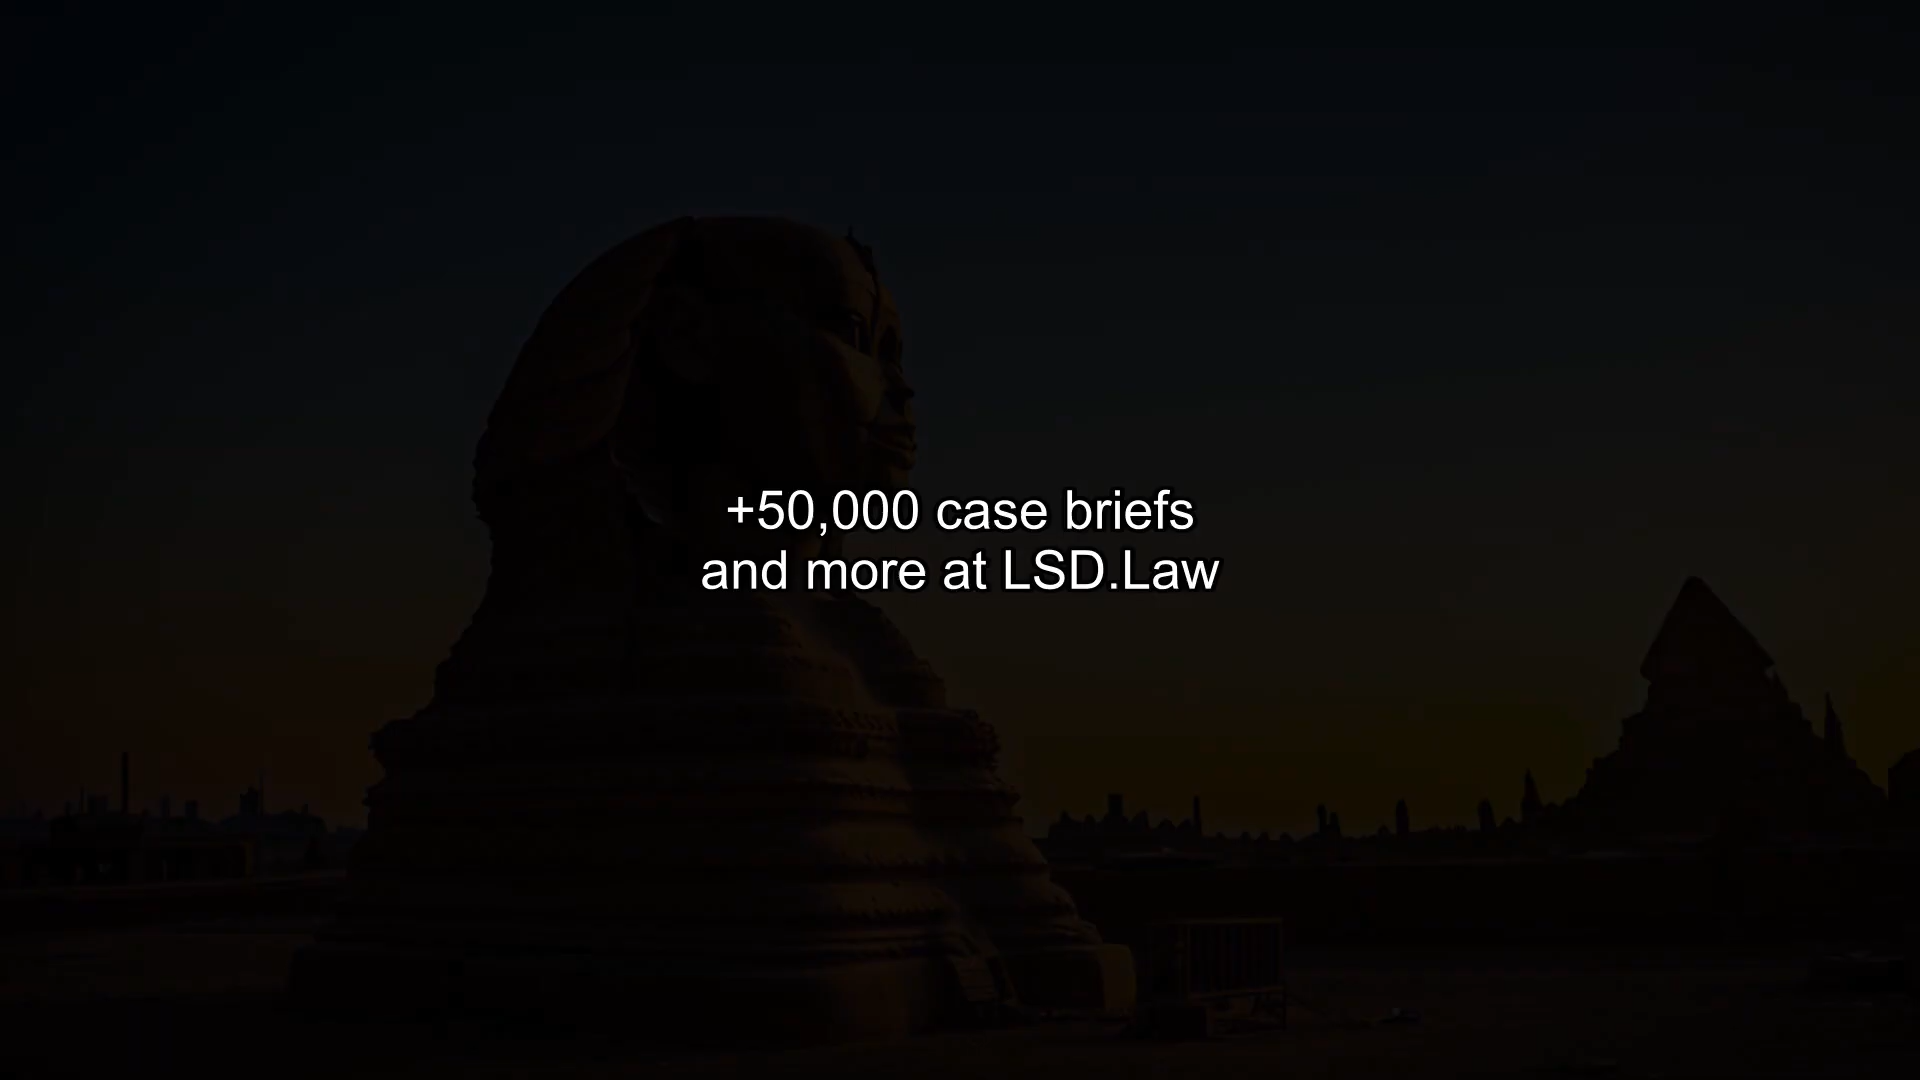 +50,000 case briefs
and more at LSD.Law